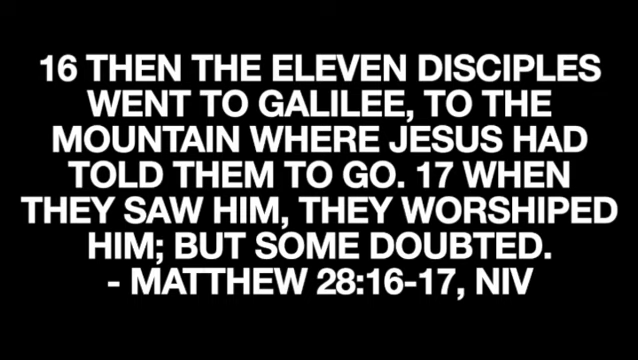 16 THEN THE ELEVEN DISCIPLES
WENT TO GALILEE, TO THE
MOUNTAIN WHERE JESUS HAD
TOLD THEM TO GO. 17 WHEN
THEY SAW HIM, THEY WORSHIPED
HIM; BUT SOME DOUBTED.
- MATTHEW 28:16-17, NIV